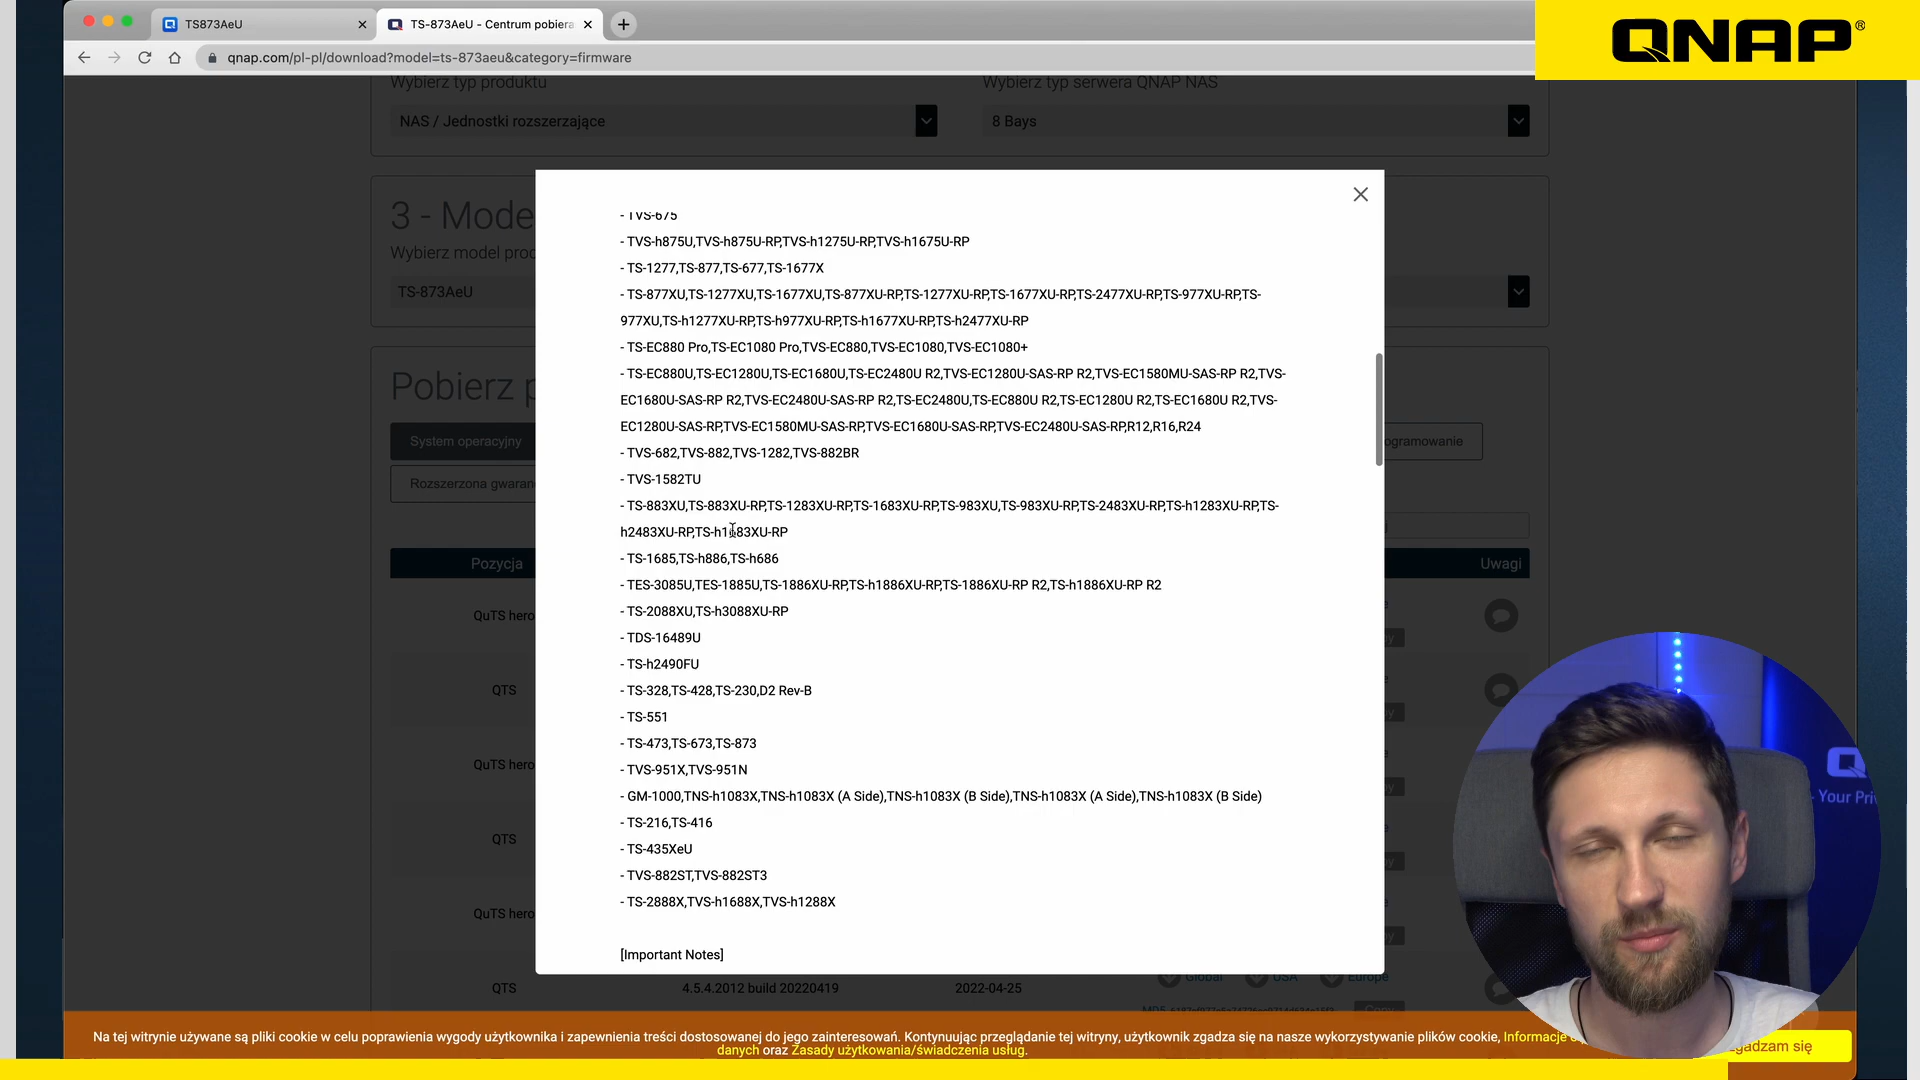 TS873AeU
TS-873AeU - Centrum pobiera
QNAP®
qnap.com/pl-pl/download?model=ts-873aeu&category=firmware
Wybierz typ produktu
Wybierz typ serwera QNAP NAS
NAS / Jednostki rozszerzające
8 Bays
3 - Mode
Wybierz model prod
TS-873AeU
Pobierz p
System operacyjny
ogramowanie
Rozszerzona gwaran
Pozycja
Uwagi
QuTS hero
QTS
QuTS hero
QTS
QuTS hero
QTS
4.5.4.2012 build 20220419
2022-04-25
Global
USA
Europe
- TVS-675
- TVS-h875U,TVS-h875U-RP,TVS-h1275U-RP,TVS-h1675U-RP
- TS-1277,TS-877,TS-677,TS-1677X
- TS-877XU,TS-1277XU,TS-1677XU,TS-877XU-RP,TS-1277XU-RP,TS-1677XU-RP,TS-2477XU-RP,TS-977XU-RP,TS-
977XU,TS-h1277XU-RP,TS-h977XU-RP,TS-h1677XU-RP,TS-h2477XU-RP
- TS-EC880 Pro,TS-EC1080 Pro,TVS-EC880,TVS-EC1080,TVS-EC1080+
- TS-EC880U,TS-EC1280U,TS-EC1680U,TS-EC2480U R2,TVS-EC1280U-SAS-RP R2,TVS-EC1580MU-SAS-RP R2,TVS-
EC1680U-SAS-RP R2,TVS-EC2480U-SAS-RP R2,TS-EC2480U,TS-EC880U R2,TS-EC1280U R2,TS-EC1680U R2,TVS-
EC1280U-SAS-RP,TVS-EC1580MU-SAS-RP,TVS-EC1680U-SAS-RP,TVS-EC2480U-SAS-RP,R12,R16,R24
- TVS-682,TVS-882,TVS-1282,TVS-882BR
- TVS-1582TU
- TS-883XU,TS-883XU-RP,TS-1283XU-RP,TS-1683XU-RP,TS-983XU,TS-983XU-RP,TS-2483XU-RP,TS-h1283XU-RP,TS-
h2483XU-RP,TS-h1683XU-RP
- TS-1685,TS-h886,TS-h686
- TES-3085U,TES-1885U,TS-1886XU-RP,TS-h1886XU-RP,TS-1886XU-RP R2,TS-h1886XU-RP R2
- TS-2088XU,TS-h3088XU-RP
- TDS-16489U
- TS-h2490FU
- TS-328,TS-428,TS-230,D2 Rev-B
- TS-551
- TS-473,TS-673,TS-873
- TVS-951X,TVS-951N
- GM-1000,TNS-h1083X,TNS-h1083X (A Side),TNS-h1083X (B Side),TNS-h1083X (A Side),TNS-h1083X (B Side)
- TS-216,TS-416
- TS-435XeU
- TVS-882ST,TVS-882ST3
- TS-2888X,TVS-h1688X,TVS-h1288X
[Important Notes]
- Your Pri
Na tej witrynie używane są pliki cookie w celu poprawienia wygody użytkownika i zapewnienia treści dostosowanej do jego zainteresowań. Kontynuując przeglądanie tej witryny, użytkownik zgadza się na nasze wykorzystywanie plików cookie, Informacje o
danych oraz Zasady użytkowania/świadczenia usług.
gadzam się